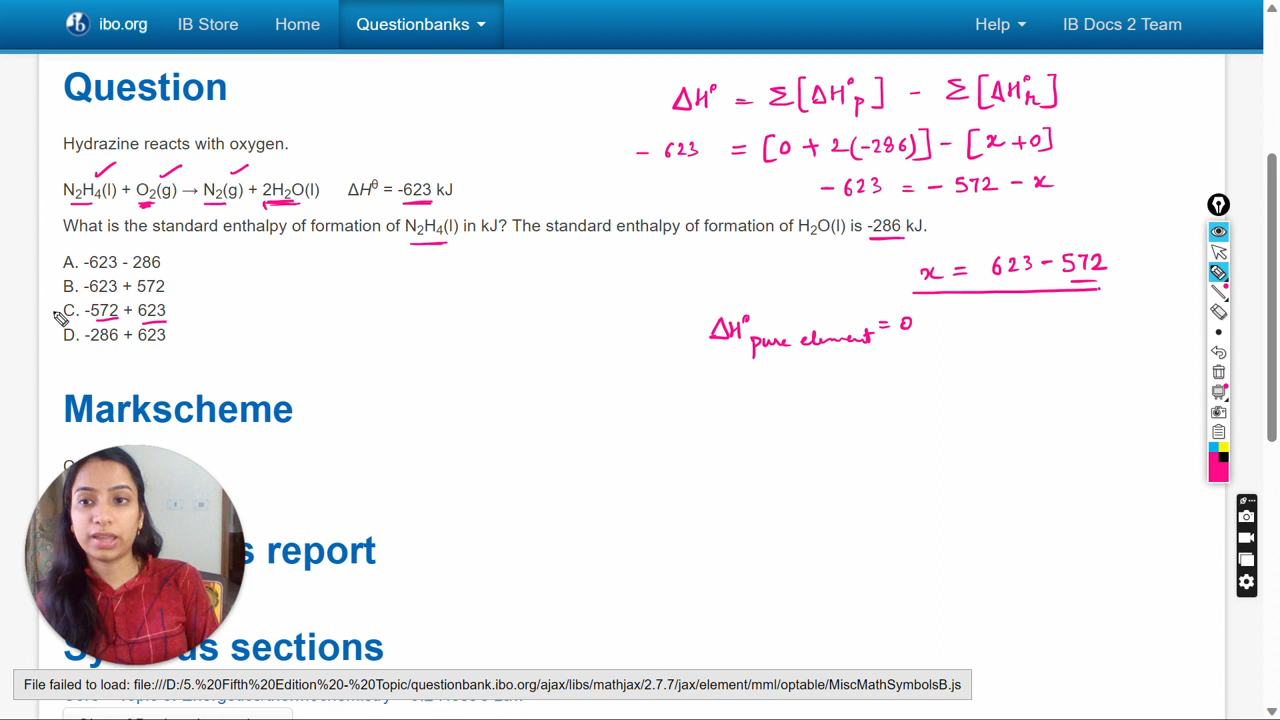 ibo.org IB Store Home Questionbanks Help IB Docs 2 Team
Question
Hydrazine reacts with oxygen.
N₂H₄(l) + O₂(g) → N₂(g) + 2H₂O(l) ΔH^θ = -623 kJ
What is the standard enthalpy of formation of N₂H₄(l) in kJ? The standard enthalpy of formation of H₂O(l) is -286 kJ.
A. -623 - 286
B. -623 + 572
C. -572 + 623
D. -286 + 623
ΔH° = Σ[ΔH°p] - Σ[ΔH°r]
- 623 = [0 + 2(-286)] - [x + 0]
- 623 = - 572 - x
x = 623 - 572
ΔH° pure element = 0
Markscheme
s report
Syllabus sections
File failed to load: file:///D:/5.%20Fifth%20Edition%20-%20Topic/questionbank.ibo.org/ajax/libs/mathjax/2.7.7/jax/element/mml/optable/MiscMathSymbolsB.js